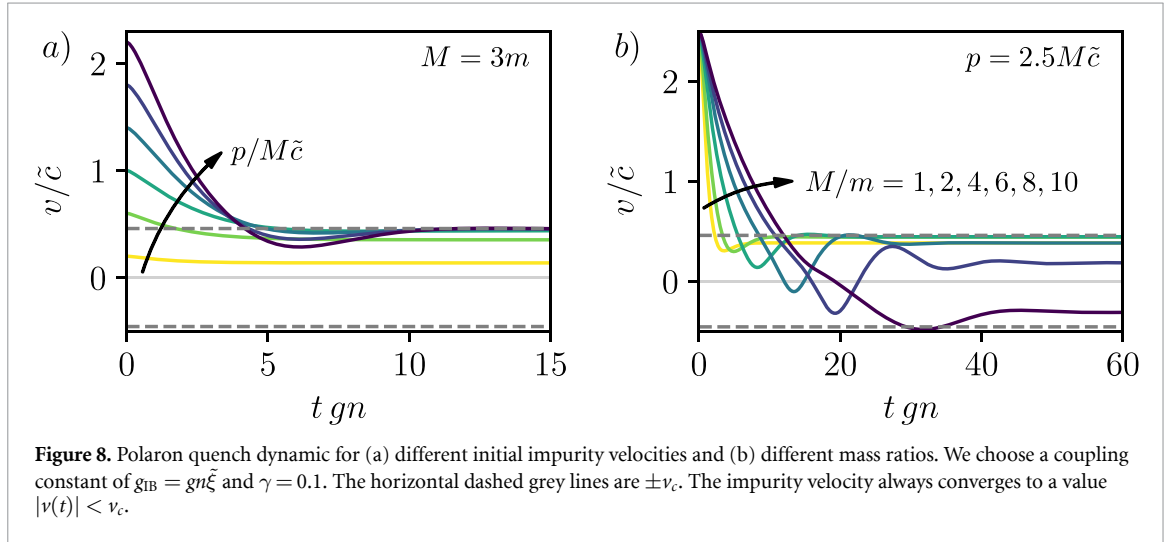 a)
M = 3m
v/c̃
2
1
0
p/Mc̃
0 5 10 15
t gn
b)
p = 2.5Mc̃
v/c̃
2
1
0
M/m = 1, 2, 4, 6, 8, 10
0 20 40 60
t gn
Figure 8. Polaron quench dynamic for (a) different initial impurity velocities and (b) different mass ratios. We choose a coupling
constant of g_IB = gnξ̃ and γ = 0.1. The horizontal dashed grey lines are ±v_c. The impurity velocity always converges to a value
|v(t)| < v_c.